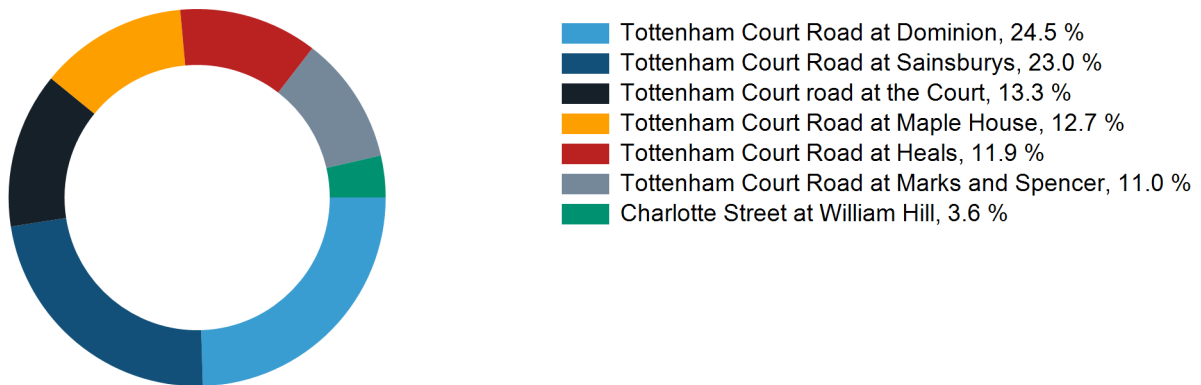 Tottenham Court Road at Dominion, 24.5 %
Tottenham Court Road at Sainsburys, 23.0 %
Tottenham Court road at the Court, 13.3 %
Tottenham Court Road at Maple House, 12.7 %
Tottenham Court Road at Heals, 11.9 %
Tottenham Court Road at Marks and Spencer, 11.0 %
Charlotte Street at William Hill, 3.6 %